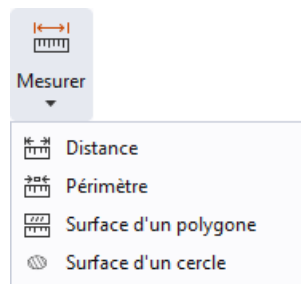 Mesurer
Distance
Périmètre
Surface d'un polygone
Surface d'un cercle